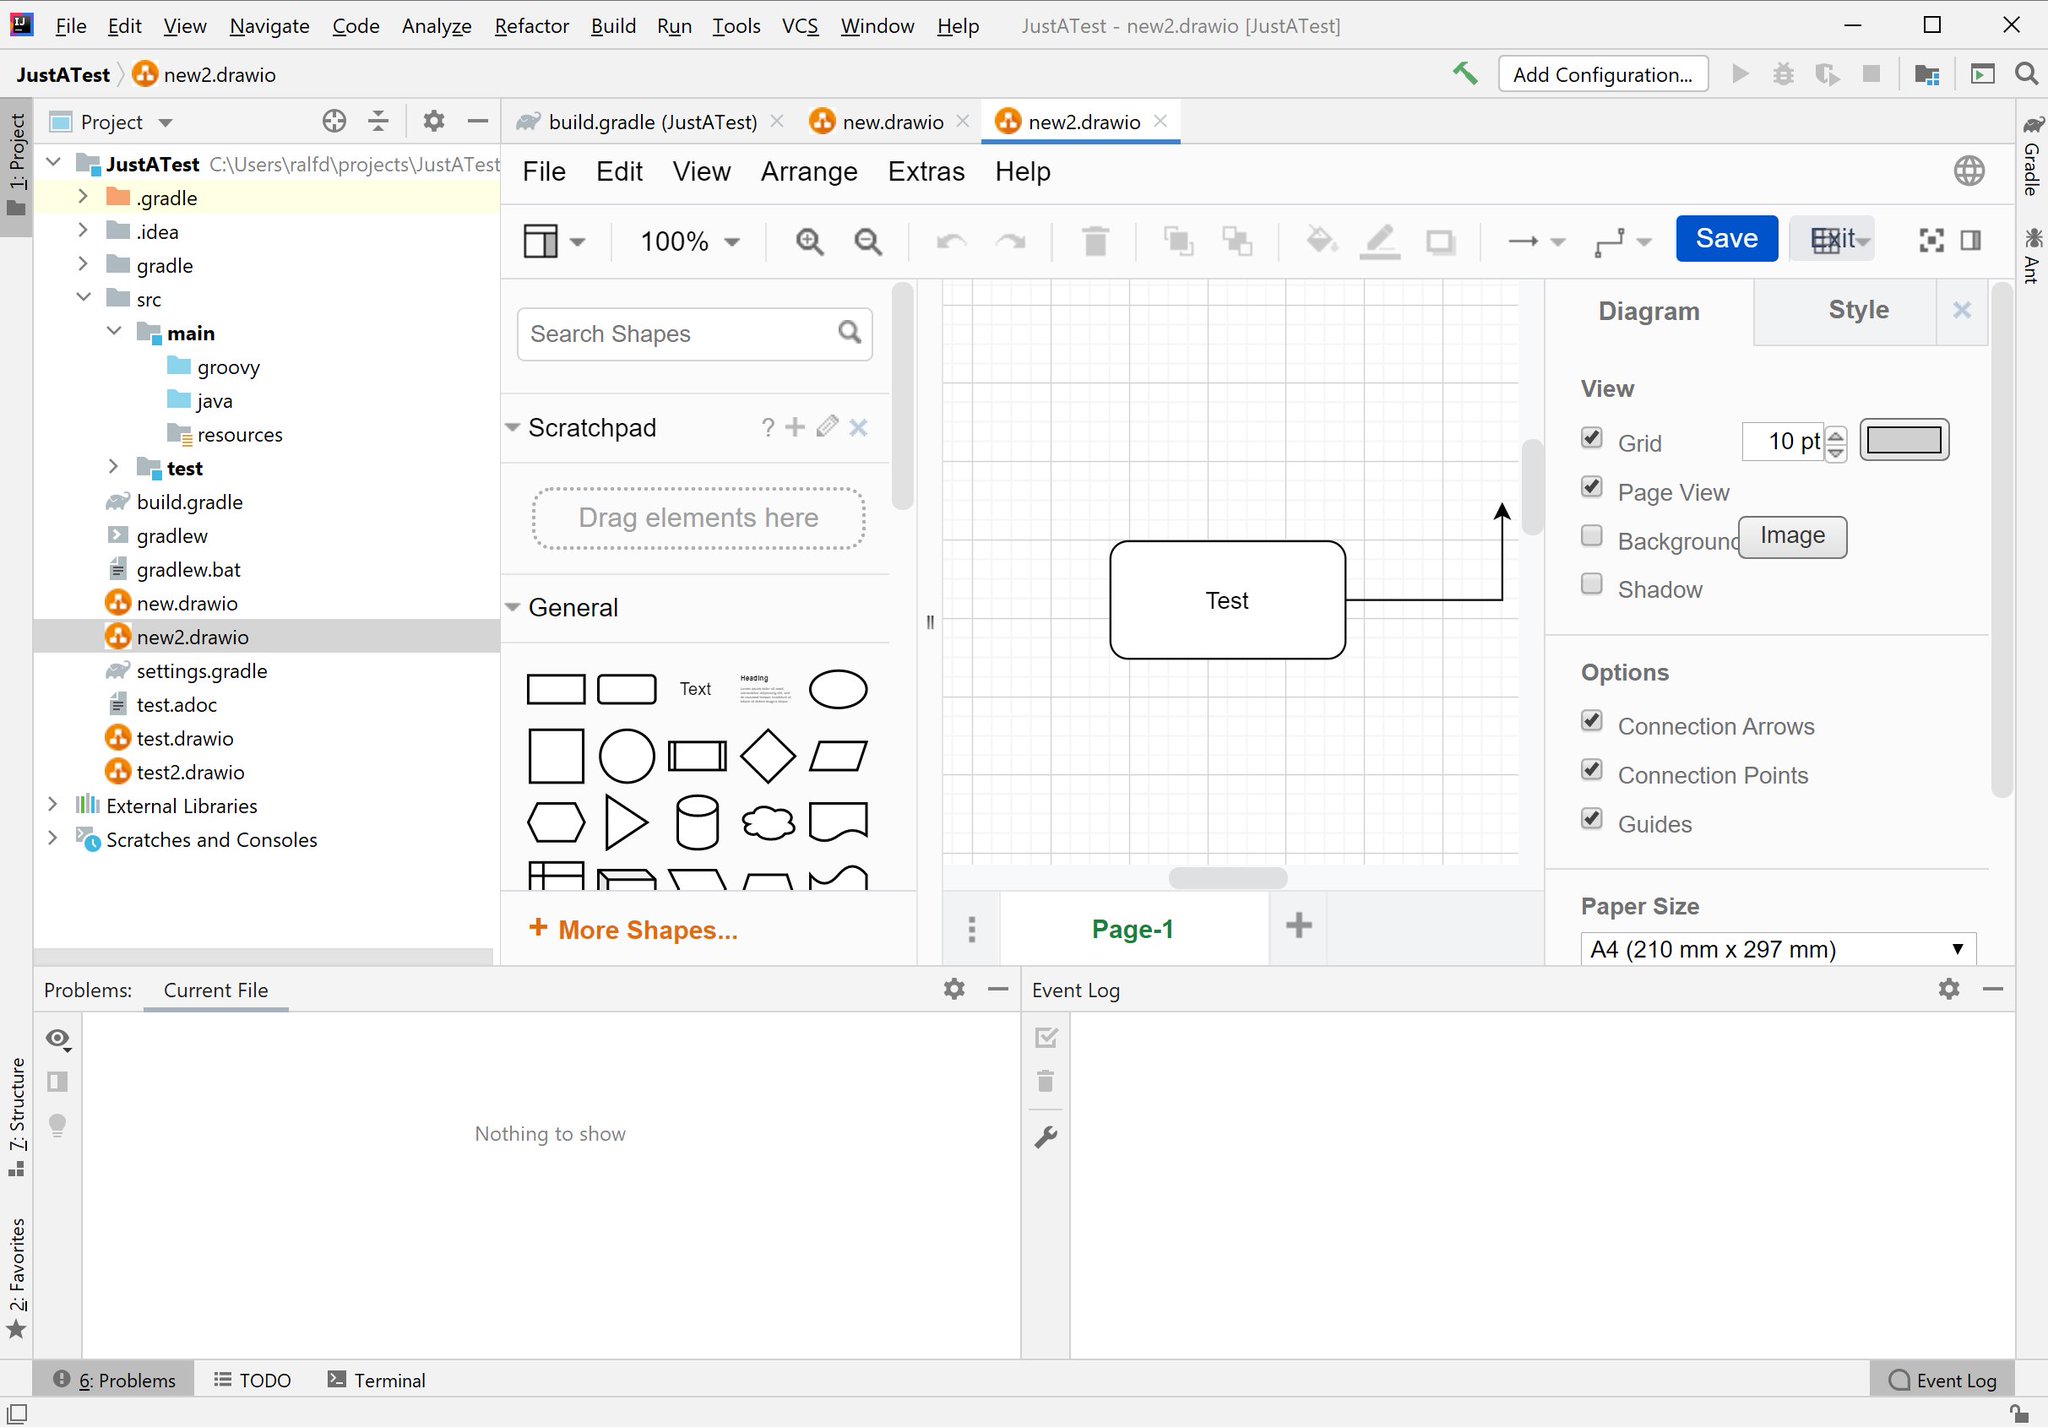 File Edit View Navigate Code Analyze Refactor Build Run Tools VCS Window Help JustATest - new2.drawio [JustATest]
JustATest new2.drawio Add Configuration...
1: Project
Project
JustATest C:\Users\ralfd\projects\JustATest
.gradle
.idea
gradle
src
main
groovy
java
resources
test
build.gradle
gradlew
gradlew.bat
new.drawio
new2.drawio
settings.gradle
test.adoc
test.drawio
test2.drawio
External Libraries
Scratches and Consoles
build.gradle (JustATest) new.drawio new2.drawio
File Edit View Arrange Extras Help
100% Save Exit
Search Shapes
Scratchpad ?
Drag elements here
General
Text Heading
+ More Shapes...
Test
Page-1
Diagram Style
View
Grid 10 pt
Page View
Background Image
Shadow
Options
Connection Arrows
Connection Points
Guides
Paper Size
A4 (210 mm x 297 mm)
Gradle
Ant
Problems: Current File
Nothing to show
Event Log
7: Structure
2: Favorites
6: Problems TODO Terminal Event Log